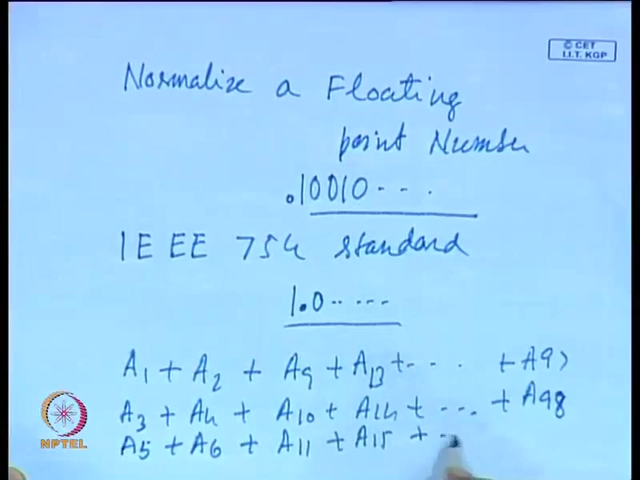 © CET
I.I.T. KGP
Normalize a Floating
point Number
.10010...
IEEE 754 standard
1.0.....
A1 + A2 + A9 + A13 +... + A97
A3 + A4 + A10 + A14 + ... + A98
A5 + A6 + A11 + A15 + ..
NPTEL